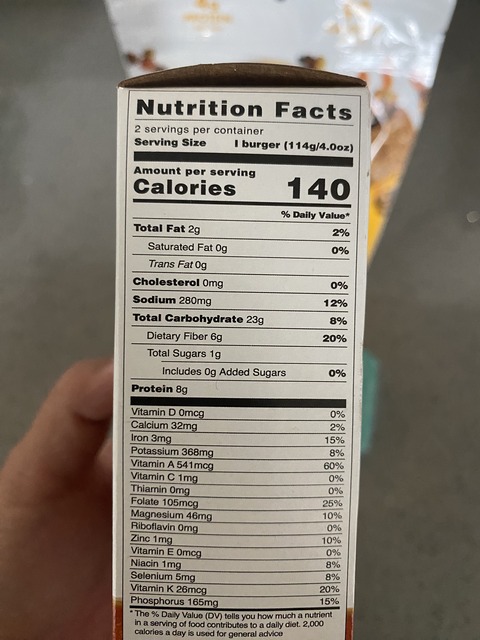 Nutrition Facts
2 servings per container
Serving Size 1 burger (114g/4.0oz)
Amount per serving
Calories 140
% Daily Value*
Total Fat 2g 2%
Saturated Fat 0g 0%
Trans Fat 0g
Cholesterol 0mg 0%
Sodium 280mg 12%
Total Carbohydrate 23g 8%
Dietary Fiber 6g 20%
Total Sugars 1g
Includes 0g Added Sugars 0%
Protein 8g
Vitamin D 0mcg 0%
Calcium 32mg 2%
Iron 3mg 15%
Potassium 368mg 8%
Vitamin A 541mcg 60%
Vitamin C 1mg 0%
Thiamin 0mg 0%
Folate 105mcg 25%
Magnesium 46mg 10%
Riboflavin 0mg 0%
Zinc 1mg 10%
Vitamin E 0mcg 0%
Niacin 1mg 8%
Selenium 5mg 8%
Vitamin K 26mcg 20%
Phosphorus 165mg 15%
* The % Daily Value (DV) tells you how much a nutrient
in a serving of food contributes to a daily diet. 2,000
calories a day is used for general advice